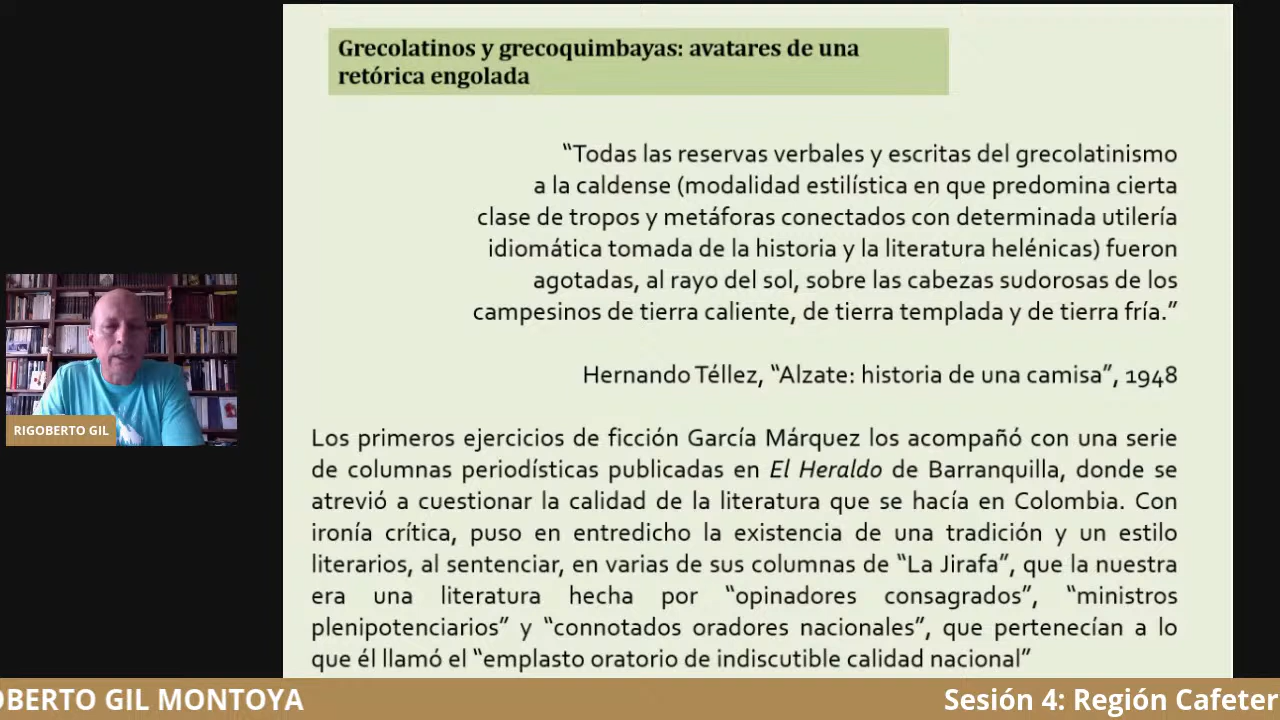 Grecolatinos y grecoquimbayas: avatares de una
retórica engolada
“Todas las reservas verbales y escritas del grecolatinismo
a la caldense (modalidad estilística en que predomina cierta
clase de tropos y metáforas conectados con determinada utilería
idiomática tomada de la historia y la literatura helénicas) fueron
agotadas, al rayo del sol, sobre las cabezas sudorosas de los
campesinos de tierra caliente, de tierra templada y de tierra fría.”
Hernando Téllez, “Alzate: historia de una camisa”, 1948
Los primeros ejercicios de ficción García Márquez los acompañó con una serie
de columnas periodísticas publicadas en El Heraldo de Barranquilla, donde se
atrevió a cuestionar la calidad de la literatura que se hacía en Colombia. Con
ironía crítica, puso en entredicho la existencia de una tradición y un estilo
literarios, al sentenciar, en varias de sus columnas de “La Jirafa”, que la nuestra
era una literatura hecha por “opinadores consagrados”, “ministros
plenipotenciarios” y “connotados oradores nacionales”, que pertenecían a lo
que él llamó el “emplasto oratorio de indiscutible calidad nacional”
RIGOBERTO GIL
OBERTO GIL MONTOYA
Sesión 4: Región Cafeter